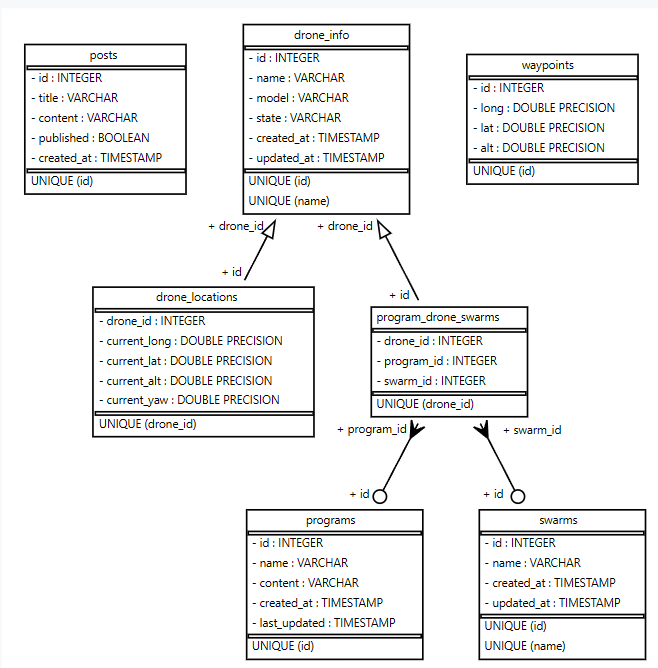 posts
- id : INTEGER
- title : VARCHAR
- content : VARCHAR
- published : BOOLEAN
- created_at : TIMESTAMP
UNIQUE (id)
drone_info
- id : INTEGER
- name : VARCHAR
- model : VARCHAR
- state : VARCHAR
- created_at : TIMESTAMP
- updated_at : TIMESTAMP
UNIQUE (id)
UNIQUE (name)
waypoints
- id : INTEGER
- long : DOUBLE PRECISION
- lat : DOUBLE PRECISION
- alt : DOUBLE PRECISION
UNIQUE (id)
+ drone_id
+ drone_id
+ id
+ id
drone_locations
- drone_id : INTEGER
- current_long : DOUBLE PRECISION
- current_lat : DOUBLE PRECISION
- current_alt : DOUBLE PRECISION
- current_yaw : DOUBLE PRECISION
UNIQUE (drone_id)
program_drone_swarms
- drone_id : INTEGER
- program_id : INTEGER
- swarm_id : INTEGER
UNIQUE (drone_id)
+ program_id
+ swarm_id
+ id
+ id
programs
- id : INTEGER
- name : VARCHAR
- content : VARCHAR
- created_at : TIMESTAMP
- last_updated : TIMESTAMP
UNIQUE (id)
swarms
- id : INTEGER
- name : VARCHAR
- created_at : TIMESTAMP
- updated_at : TIMESTAMP
UNIQUE (id)
UNIQUE (name)